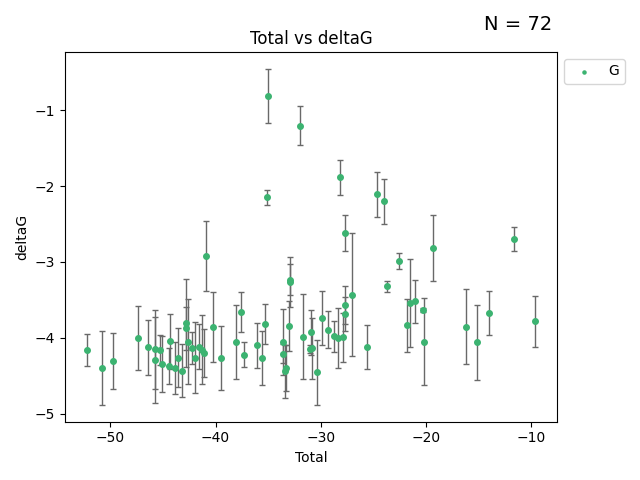 N = 72
Total vs deltaG
G
deltaG
−1
−2
−3
−4
−5
−50
−40
−30
−20
−10
Total